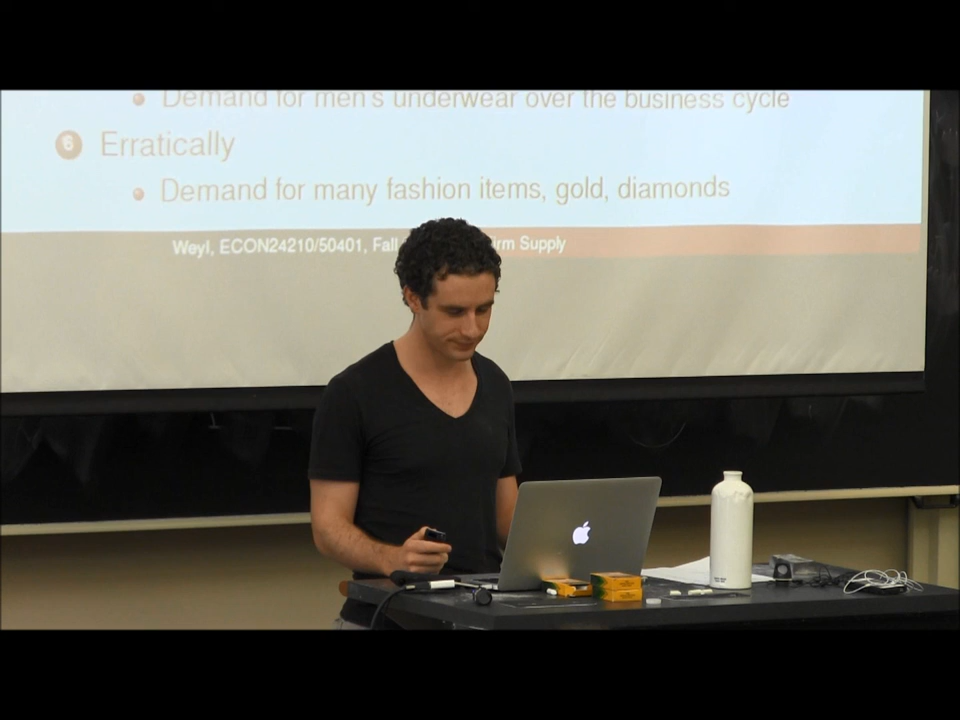 Demand for men's underwear over the business cycle
6 Erratically
Demand for many fashion items, gold, diamonds
Weyl, ECON24210/50401, Fall rm Supply